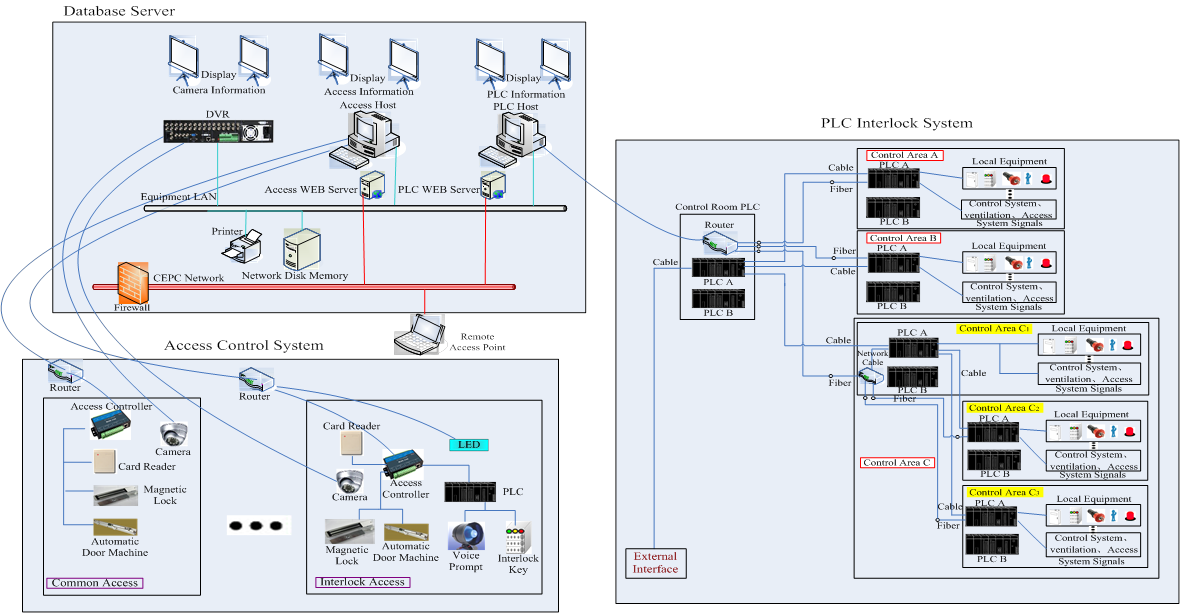 Database Server
Display
Camera Information
Display
Access Information
Access Host
Display
PLC Information
PLC Host
DVR
Access WEB Server
PLC WEB Server
Equipment LAN
Printer
Network Disk Memory
CEPC Network
Firewall
Remote
Access Point
Access Control System
Router
Router
Access Controller
Camera
Card Reader
Magnetic
Lock
Automatic
Door Machine
Common Access
Card Reader
LED
Camera
Access
Controller
PLC
Magnetic
Lock
Automatic
Door Machine
Voice
Prompt
Interlock
Key
Interlock Access
PLC Interlock System
Control Room PLC
Router
Cable
PLC A
PLC B
External
Interface
Cable
Fiber
Control Area A
PLC A
PLC B
Local Equipment
Control System、
ventilation、Access
System Signals
Fiber
Cable
Control Area B
PLC A
PLC B
Local Equipment
Control System、
ventilation、Access
System Signals
Cable
Fiber
Control Area C1
PLC A
Network
Cable
PLC B
Fiber
Cable
Local Equipment
Control System、
ventilation、Access
System Signals
Control Area C2
PLC A
PLC B
Local Equipment
Control System、
ventilation、Access
System Signals
Control Area C
Control Area C3
Cable
Fiber
PLC A
PLC B
Local Equipment
Control System、
ventilation、Access
System Signals